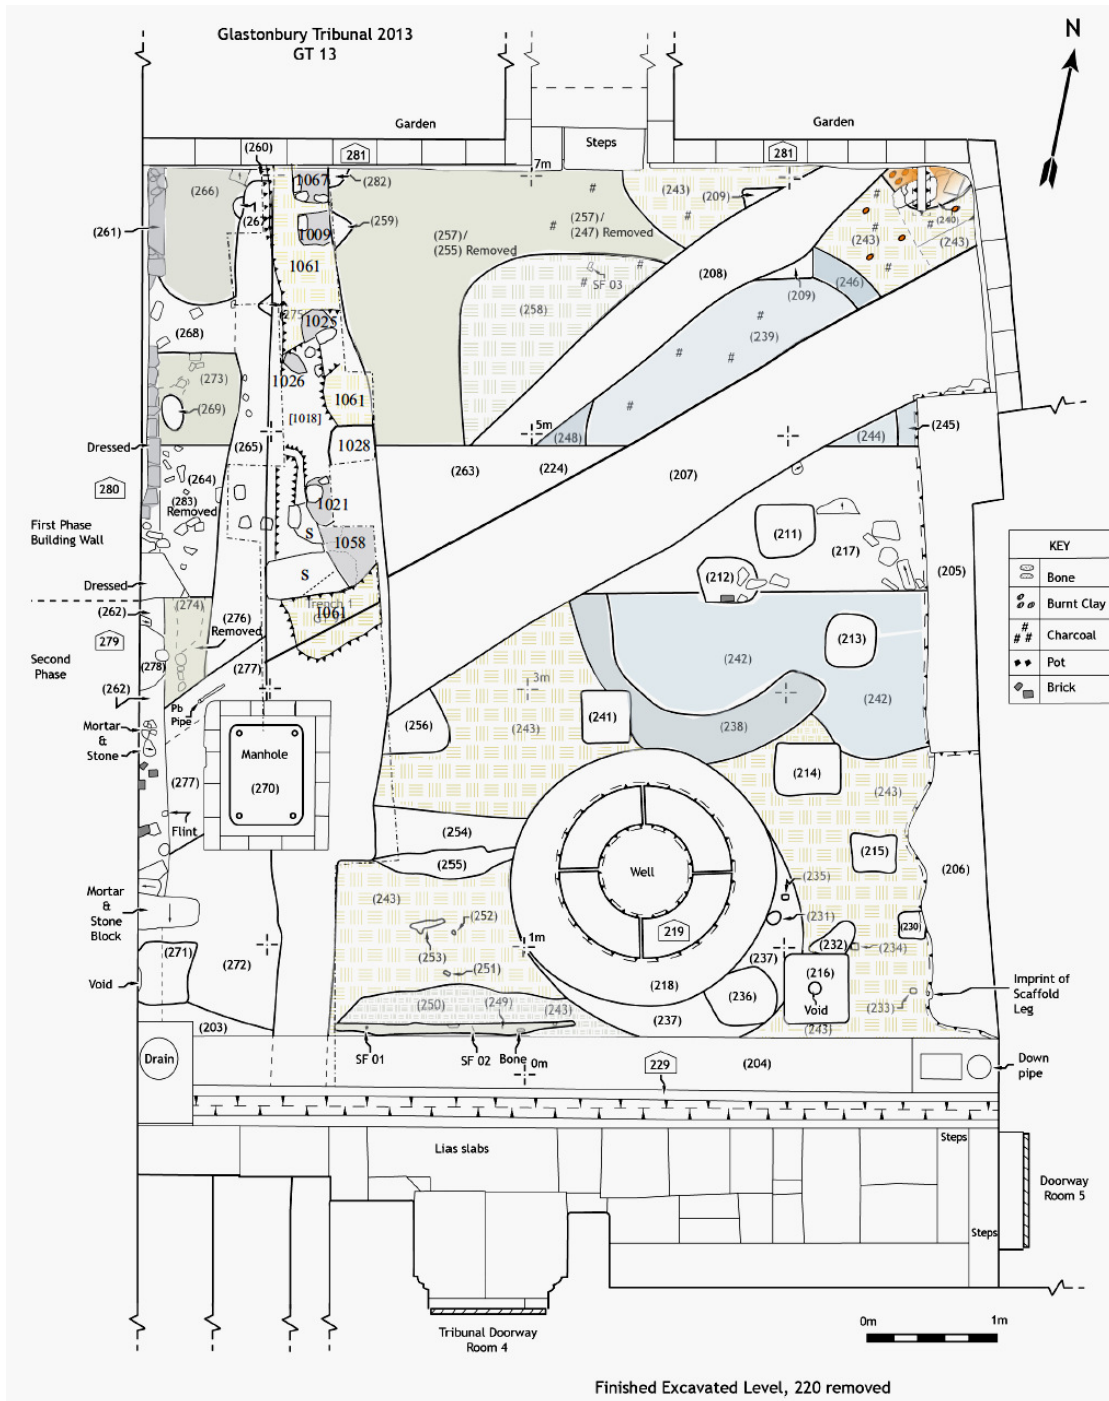 Glastonbury Tribunal 2013
GT 13
N
Garden
Garden
Steps
(260)
281
281
7m
(266)
1067
(282)
(243)
(209)
(240)
(261)
(267)
1009
(259)
(257)/
(247) Removed
(257)/
(255) Removed
(243)
(243)
1061
(208)
SF 03
(246)
(209)
(258)
(268)
1025
(239)
(273)
1026
1061
(269)
[1018]
5m
(248)
(244)
(245)
Dressed
(265)
1028
(263)
(224)
(207)
(264)
280
(283)
Removed
1021
(211)
First Phase
Building Wall
S
1058
(217)
KEY
Bone
Burnt Clay
Charcoal
Pot
Brick
(205)
(212)
Dressed
S
(274)
Trench 1
1061
(262)
279
(276)
Removed
(213)
Second
Phase
(278)
(277)
(242)
3m
(242)
(262)
Pb
Pipe
(256)
(241)
(238)
(243)
Mortar
&
Stone
Manhole
(270)
(277)
(214)
(243)
Flint
(254)
(215)
(255)
Well
(206)
Mortar
&
Stone
Block
(243)
(235)
(252)
(231)
219
(230)
(253)
1m
(232)
(234)
(271)
(272)
(251)
(237)
(216)
Void
Void
(218)
(236)
(233)
Imprint of
Scaffold
Leg
(250)
(249)
(243)
(237)
(243)
(203)
Drain
SF 01
SF 02
Bone
0m
229
(204)
Down
pipe
Lias slabs
Steps
Doorway
Room 5
Steps
Tribunal Doorway
Room 4
0m
1m
Finished Excavated Level, 220 removed